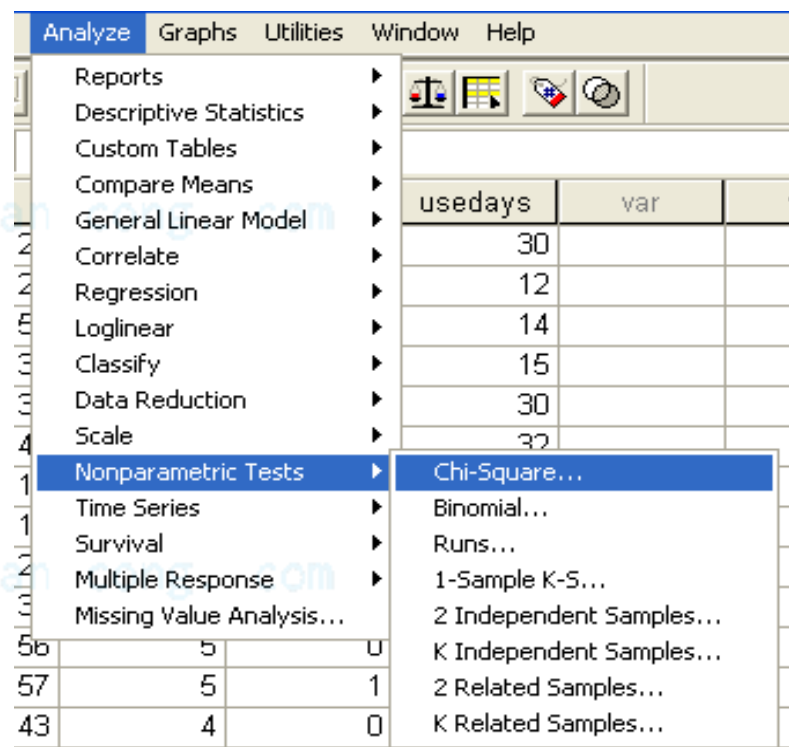 Analyze Graphs Utilities Window Help
Reports
Descriptive Statistics
Custom Tables
Compare Means
General Linear Model
Correlate
Regression
Loglinear
Classify
Data Reduction
Scale
Nonparametric Tests
Time Series
Survival
Multiple Response
Missing Value Analysis...
usedays var
30
12
14
15
30
32
Chi-Square...
Binomial...
Runs...
1-Sample K-S...
2 Independent Samples...
K Independent Samples...
2 Related Samples...
K Related Samples...
56 5 0
57 5 1
43 4 0